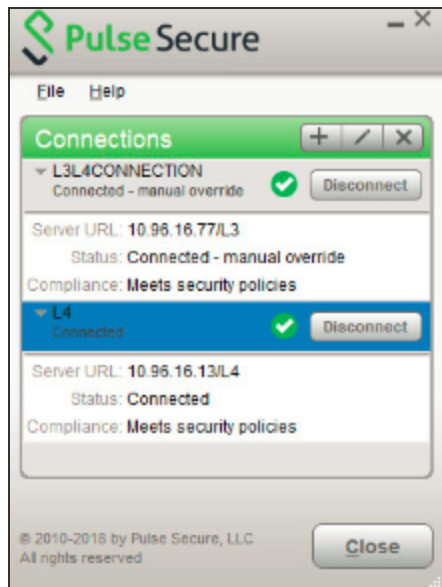 Pulse Secure
File Help
Connections
L3L4CONNECTION
Connected - manual override
Disconnect
Server URL: 10.96.16.77/L3
Status: Connected - manual override
Compliance: Meets security policies
L4
Connected
Disconnect
Server URL: 10.96.16.13/L4
Status: Connected
Compliance: Meets security policies
© 2010-2018 by Pulse Secure, LLC
All rights reserved
Close